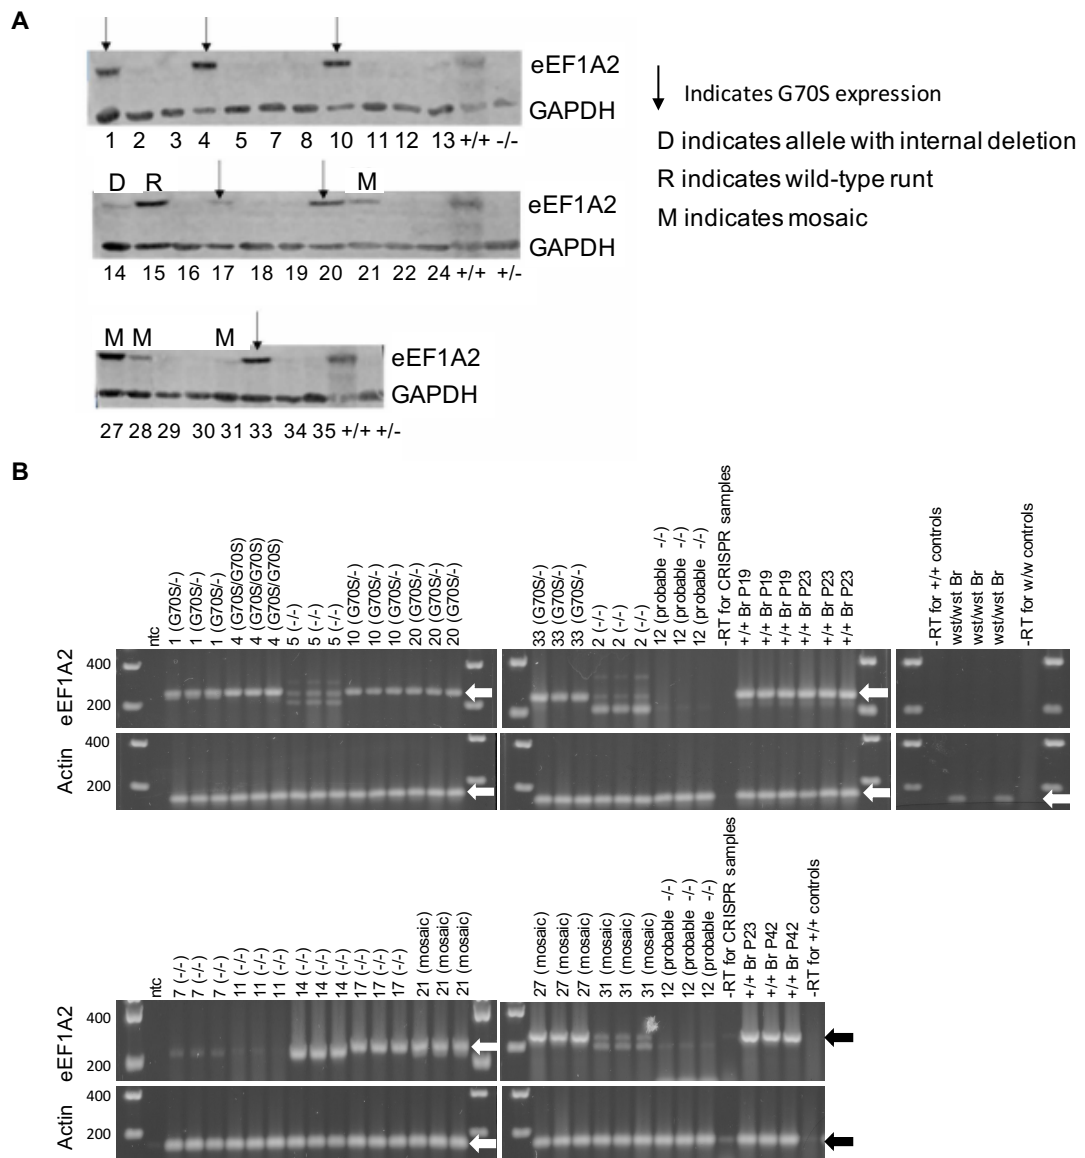 A
eEF1A2
GAPDH
1 2 3 4 5 7 8 10 11 12 13 +/+ -/-
Indicates G70S expression
D indicates allele with internal deletion
R indicates wild-type runt
M indicates mosaic
D R M
eEF1A2
GAPDH
14 15 16 17 18 19 20 21 22 24 +/+ +/-
M M M
eEF1A2
GAPDH
27 28 29 30 31 33 34 35 +/+ +/-
B
ntc
1 (G70S/-)
1 (G70S/-)
1 (G70S/-)
4 (G70S/G70S)
4 (G70S/G70S)
4 (G70S/G70S)
5 (-/-)
5 (-/-)
5 (-/-)
10 (G70S/-)
10 (G70S/-)
10 (G70S/-)
20 (G70S/-)
20 (G70S/-)
20 (G70S/-)
33 (G70S/-)
33 (G70S/-)
33 (G70S/-)
2 (-/-)
2 (-/-)
2 (-/-)
12 (probable -/-)
12 (probable -/-)
12 (probable -/-)
-RT for CRISPR samples
+/+ Br P19
+/+ Br P19
+/+ Br P19
+/+ Br P23
+/+ Br P23
+/+ Br P23
-RT for +/+ controls
wst/wst Br
wst/wst Br
wst/wst Br
-RT for w/w controls
eEF1A2
400
200
Actin
400
200
ntc
7 (-/-)
7 (-/-)
7 (-/-)
11 (-/-)
11 (-/-)
11 (-/-)
14 (-/-)
14 (-/-)
14 (-/-)
17 (-/-)
17 (-/-)
17 (-/-)
21 (mosaic)
21 (mosaic)
21 (mosaic)
27 (mosaic)
27 (mosaic)
27 (mosaic)
31 (mosaic)
31 (mosaic)
31 (mosaic)
12 (probable -/-)
12 (probable -/-)
12 (probable -/-)
-RT for CRISPR samples
+/+ Br P23
+/+ Br P42
+/+ Br P42
-RT for +/+ controls
eEF1A2
400
200
Actin
400
200